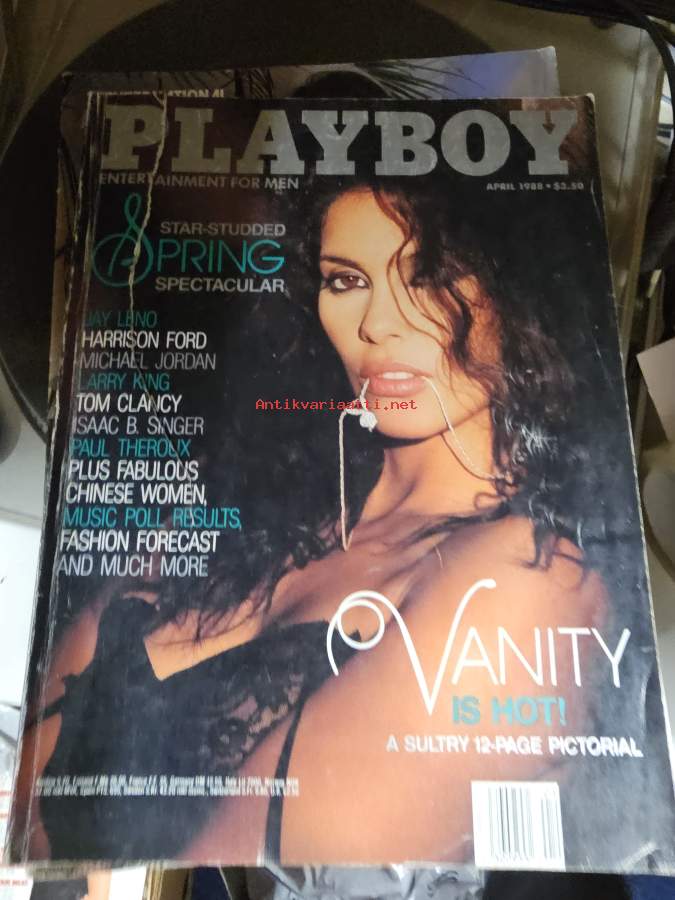 PLAYBOY
ENTERTAINMENT FOR MEN
APRIL 1988 • $3.50
STAR-STUDDED
SPRING
SPECTACULAR
JAY LENO
HARRISON FORD
MICHAEL JORDAN
LARRY KING
TOM CLANCY
ISAAC B. SINGER
PAUL THEROUX
PLUS FABULOUS
CHINESE WOMEN,
MUSIC POLL RESULTS,
FASHION FORECAST
AND MUCH MORE
Antikvariaatti.net
VANITY
IS HOT!
A SULTRY 12-PAGE PICTORIAL